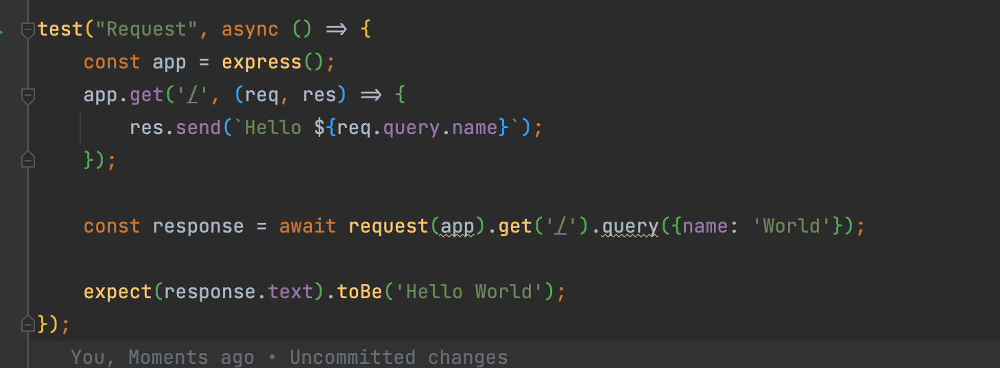 test("Request", async () => {
    const app = express();
    app.get('/', (req, res) => {
        res.send(`Hello ${req.query.name}`);
    });
    const response = await request(app).get('/').query({name: 'World'});
    expect(response.text).toBe('Hello World');
});
You, Moments ago • Uncommitted changes